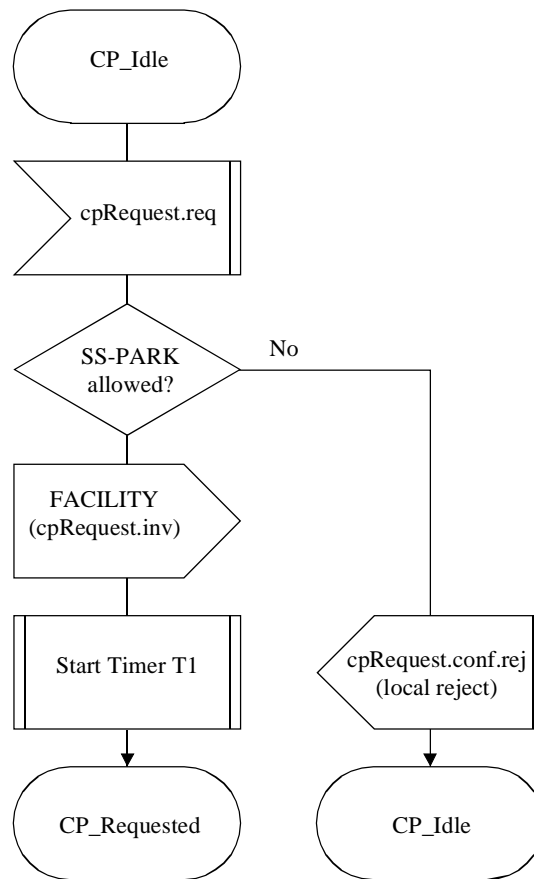 CP_Idle
cpRequest.req
SS-PARK
allowed?
No
FACILITY
(cpRequest.inv)
Start Timer T1
cpRequest.conf.rej
(local reject)
CP_Requested
CP_Idle